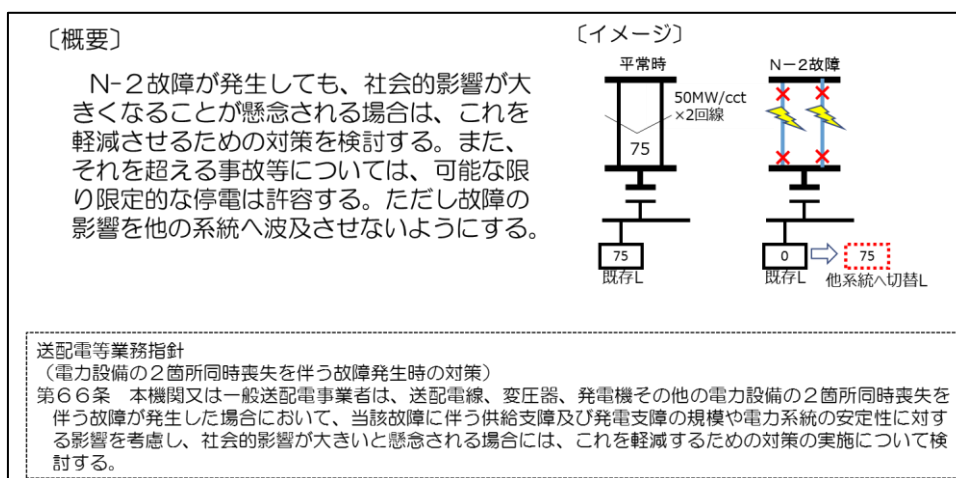 〔概要〕
N-2故障が発生しても、社会的影響が大
きくなることが懸念される場合は、これを
軽減させるための対策を検討する。また、
それを超える事故等については、可能な限
り限定的な停電は許容する。ただし故障の
影響を他の系統へ波及させないようにする。
〔イメージ〕
平常時
N-2故障
50MW/cct
×2回線
75
75
既存L
0
既存L
75
他系統へ切替L
送配電等業務指針
（電力設備の２箇所同時喪失を伴う故障発生時の対策）
第６６条　本機関又は一般送配電事業者は、送配電線、変圧器、発電機その他の電力設備の２箇所同時喪失を
伴う故障が発生した場合において、当該故障に伴う供給支障及び発電支障の規模や電力系統の安定性に対す
る影響を考慮し、社会的影響が大きいと懸念される場合には、これを軽減するための対策の実施について検
討する。